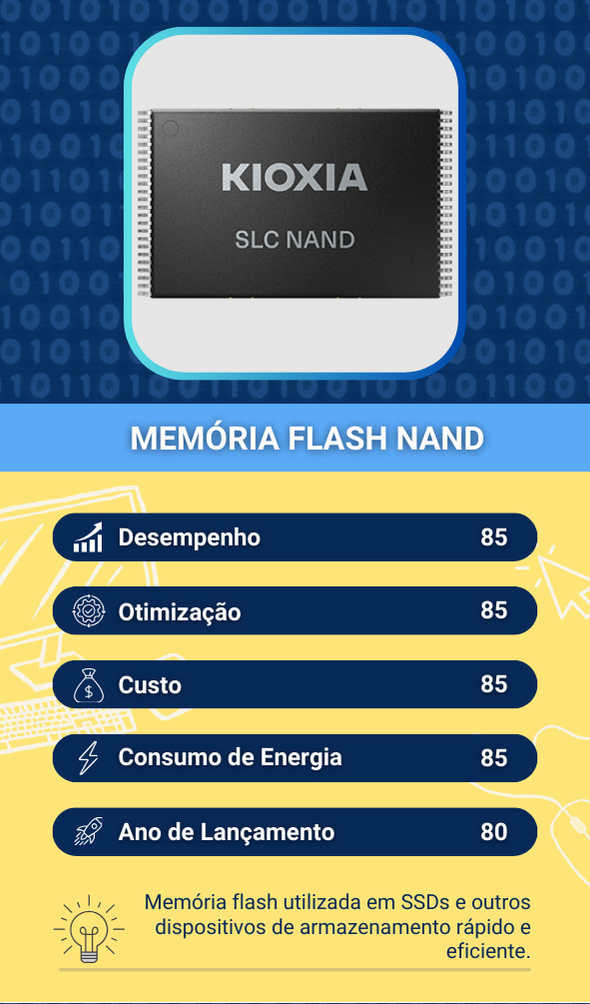 KIOXIA
SLC NAND
MEMÓRIA FLASH NAND
Desempenho 85
Otimização 85
Custo 85
Consumo de Energia 85
Ano de Lançamento 80
Memória flash utilizada em SSDs e outros
dispositivos de armazenamento rápido e
eficiente.